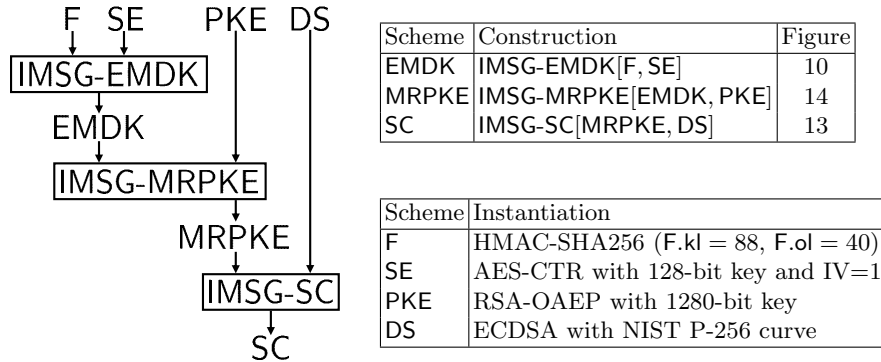 F SE PKE DS
IMSG-EMDK
EMDK
IMSG-MRPKE
MRPKE
IMSG-SC
SC
Scheme Construction Figure
EMDK IMSG-EMDK[F, SE] 10
MRPKE IMSG-MRPKE[EMDK, PKE] 14
SC IMSG-SC[MRPKE, DS] 13
Scheme Instantiation
F HMAC-SHA256 (F.kl = 88, F.ol = 40)
SE AES-CTR with 128-bit key and IV=1
PKE RSA-OAEP with 1280-bit key
DS ECDSA with NIST P-256 curve